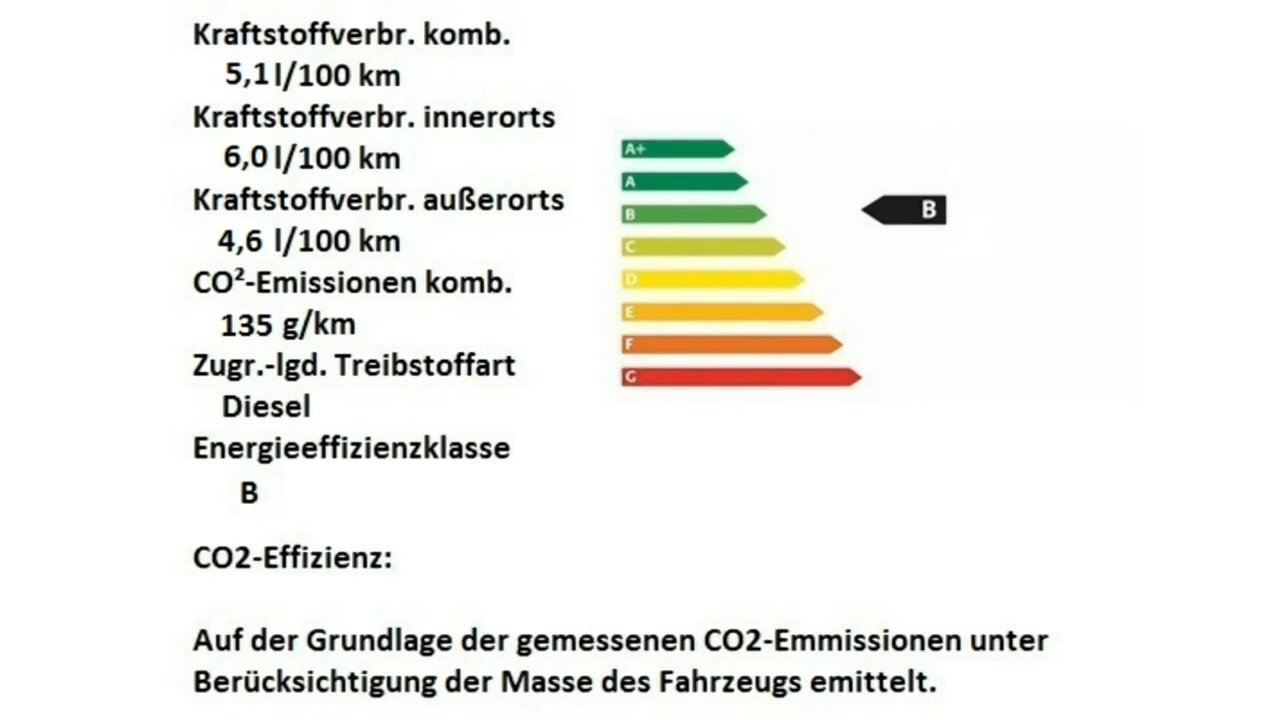 Kraftstoffverbr. komb.
5,1 l/100 km
Kraftstoffverbr. innerorts
6,0 l/100 km
Kraftstoffverbr. außerorts
4,6 l/100 km
CO²-Emissionen komb.
135 g/km
Zugr.-lgd. Treibstoffart
Diesel
Energieeffizienzklasse
B
A+
A
B
C
D
E
F
G
B
CO2-Effizienz:
Auf der Grundlage der gemessenen CO2-Emmissionen unter
Berücksichtigung der Masse des Fahrzeugs emittelt.